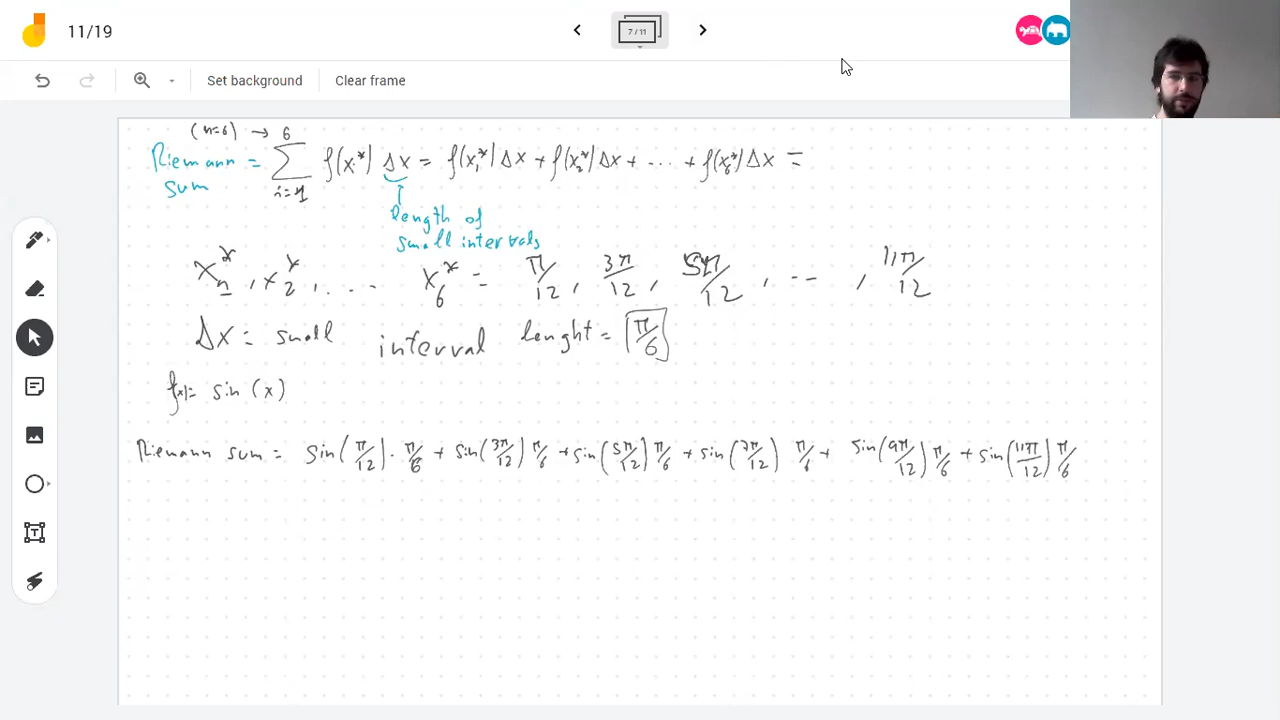 11/19
7 / 11
Set background
Clear frame
(n=6) → 6
Riemann sum = ∑ f(xᵢ*) Δx = f(x₁*) Δx + f(x₂*) Δx + ... + f(x₆*) Δx =
i=1
length of
small intervals
x₁*, x₂*, ... x₆* = π/12, 3π/12, 5π/12, ..., 11π/12
Δx = small interval lenght = π/6
f(x)= sin (x)
Riemann sum = sin(π/12) · π/6 + sin(3π/12) π/6 + sin(5π/12) π/6 + sin(7π/12) π/6 + sin(9π/12) π/6 + sin(11π/12) π/6